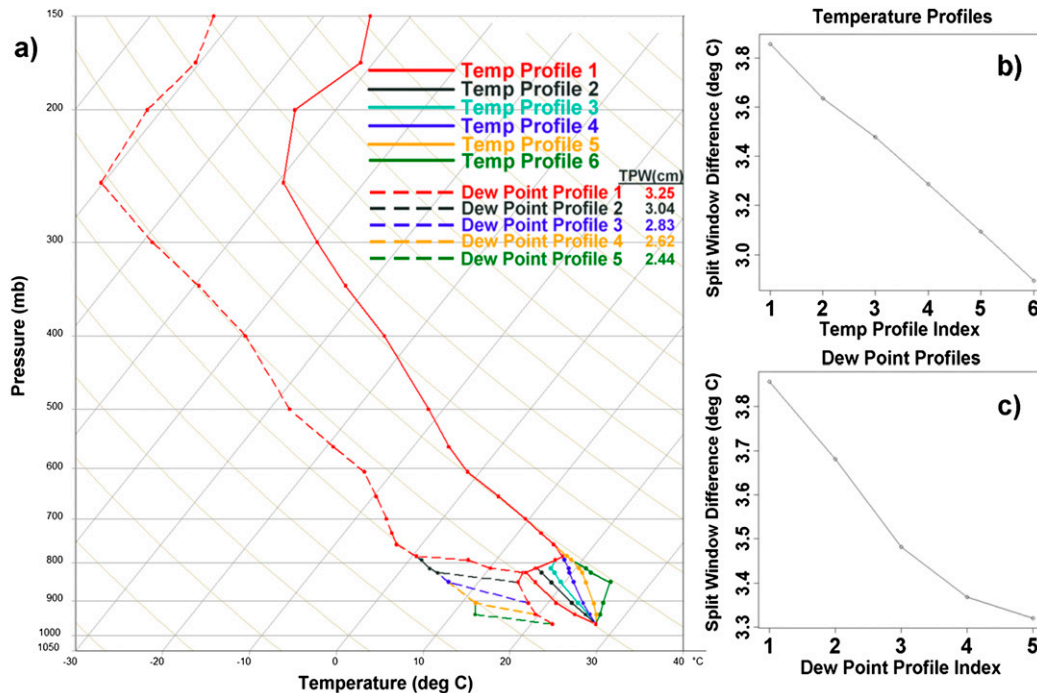 a)
Pressure (mb)
150
200
300
400
500
600
700
800
900
1000
1050
-30 -20 -10 0 10 20 30 40 °C
Temperature (deg C)
Temp Profile 1
Temp Profile 2
Temp Profile 3
Temp Profile 4
Temp Profile 5
Temp Profile 6
TPW(cm)
Dew Point Profile 1 3.25
Dew Point Profile 2 3.04
Dew Point Profile 3 2.83
Dew Point Profile 4 2.62
Dew Point Profile 5 2.44
Temperature Profiles
b)
Split Window Difference (deg C)
3.8
3.6
3.4
3.2
3.0
1 2 3 4 5 6
Temp Profile Index
Dew Point Profiles
c)
Split Window Difference (deg C)
3.8
3.7
3.6
3.5
3.4
3.3
1 2 3 4 5
Dew Point Profile Index